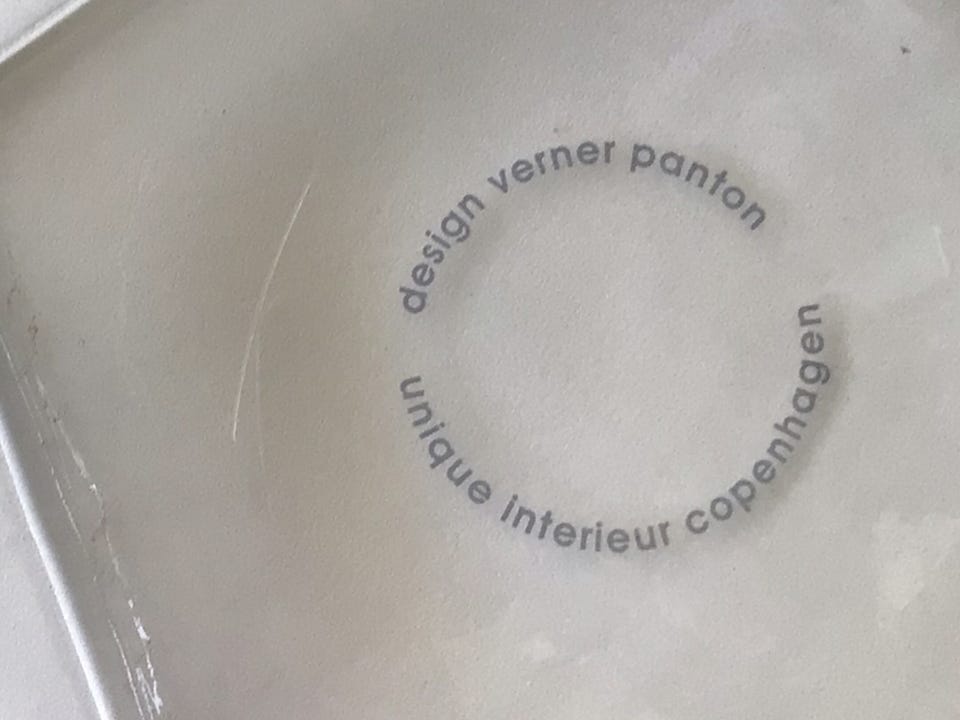 design verner panton
unique interieur copenhagen